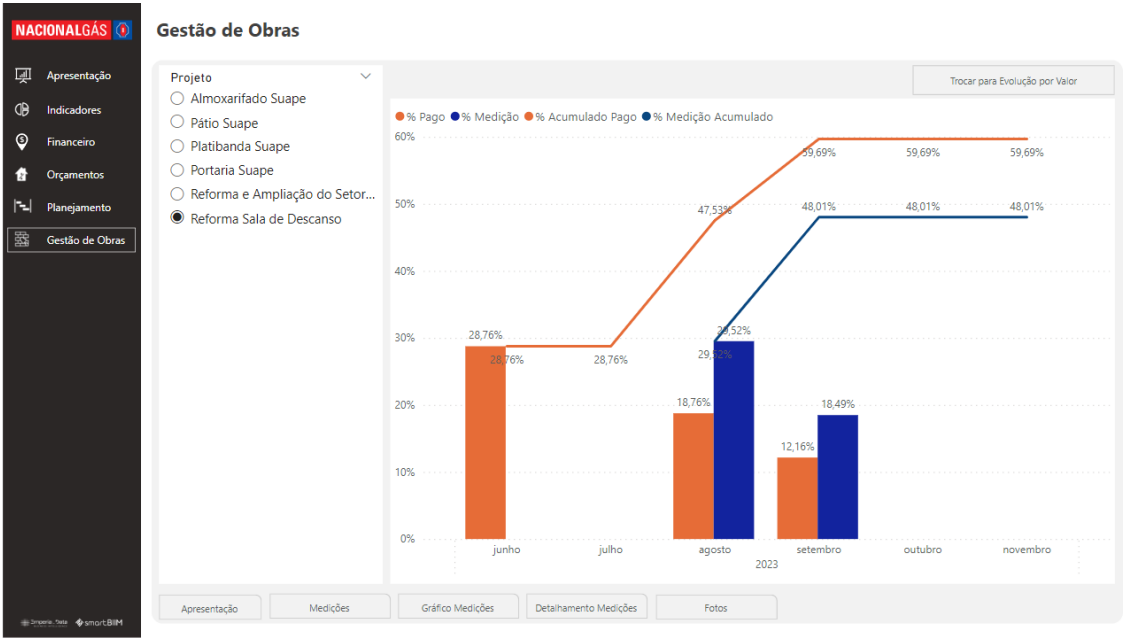 NACIONALGÁS
Gestão de Obras
Apresentação
Indicadores
Financeiro
Orçamentos
Planejamento
Gestão de Obras
Projeto
Almoxarifado Suape
Pátio Suape
Platibanda Suape
Portaria Suape
Reforma e Ampliação do Setor...
Reforma Sala de Descanso
Trocar para Evolução por Valor
% Pago % Medição % Acumulado Pago % Medição Acumulado
60%
50%
40%
30%
20%
10%
0%
59,69% 59,69% 59,69%
47,53% 48,01% 48,01% 48,01%
28,76% 29,52%
28,76% 28,76% 29,52%
18,76% 18,49%
12,16%
junho julho agosto setembro outubro novembro
2023
Apresentação Medições Gráfico Medições Detalhamento Medições Fotos
smartBIM